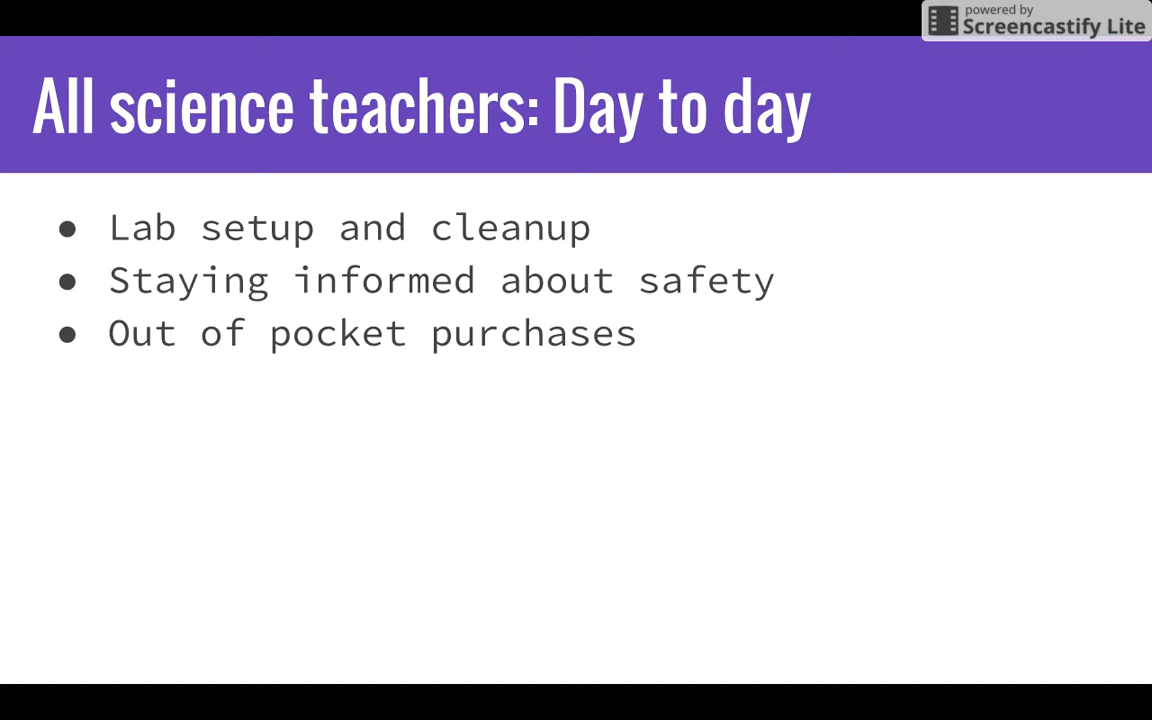 powered by
Screencastify Lite
All science teachers: Day to day
● Lab setup and cleanup
● Staying informed about safety
● Out of pocket purchases